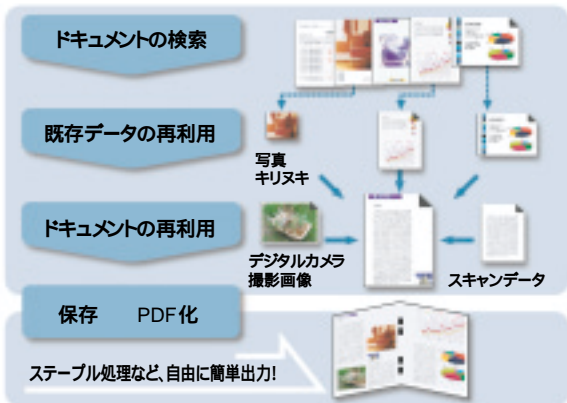 ドキュメントの検索
既存データの再利用
写真
キリヌキ
ドキュメントの再利用
デジタルカメラ
撮影画像
スキャンデータ
保存　PDF化
ステープル処理など、自由に簡単出力!